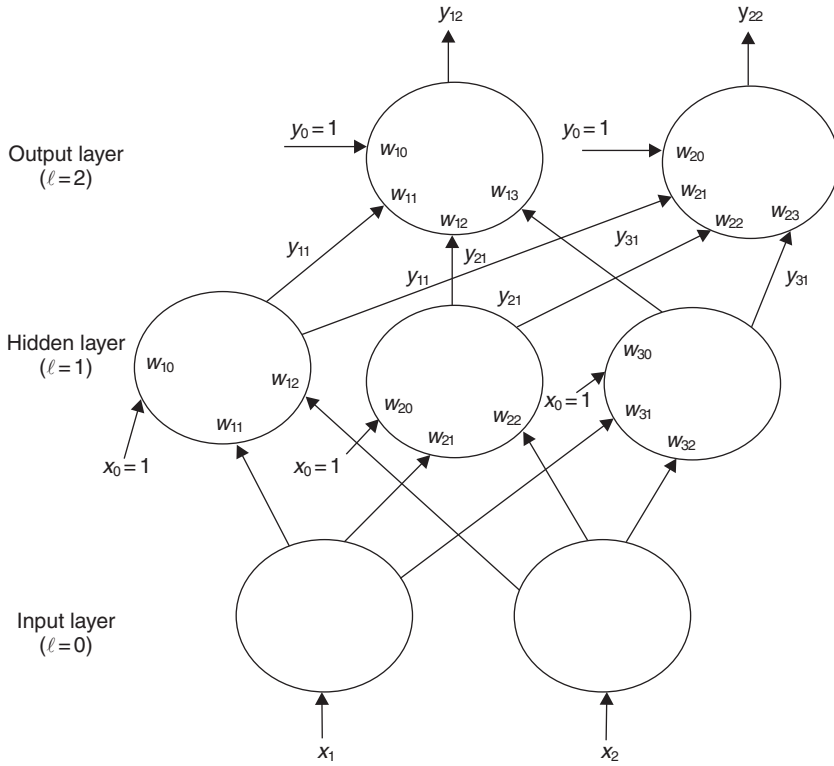 y₁₂ y₂₂
y₀ = 1 y₀ = 1
Output layer
(ℓ = 2)
w₁₀ w₂₀
w₁₁ w₁₂ w₁₃ w₂₁ w₂₂ w₂₃
y₁₁ y₂₁ y₃₁
y₁₁ y₂₁ y₃₁
Hidden layer
(ℓ = 1)
w₁₀ w₁₁ w₁₂
w₂₀ w₂₁ w₂₂
w₃₀ w₃₁ w₃₂
x₀ = 1 x₀ = 1 x₀ = 1
Input layer
(ℓ = 0)
x₁ x₂